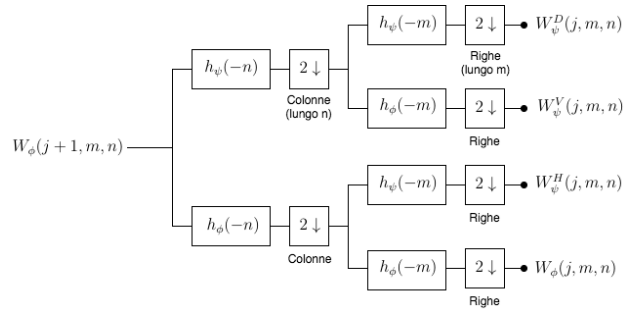 h_ψ(−m)
2 ↓
W_ψ^D(j, m, n)
Righe
(lungo m)
h_ψ(−n)
2 ↓
Colonne
(lungo n)
h_ϕ(−m)
2 ↓
W_ψ^V(j, m, n)
Righe
W_ϕ(j + 1, m, n)
h_ψ(−m)
2 ↓
W_ψ^H(j, m, n)
Righe
h_ϕ(−n)
2 ↓
Colonne
h_ϕ(−m)
2 ↓
W_ϕ(j, m, n)
Righe